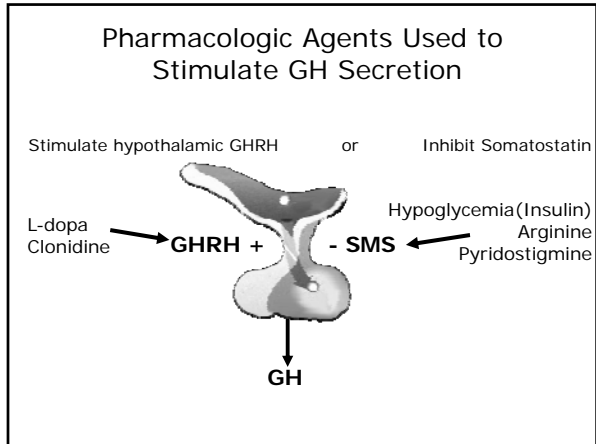 Pharmacologic Agents Used to
Stimulate GH Secretion
Stimulate hypothalamic GHRH or Inhibit Somatostatin
L-dopa
Clonidine
GHRH +
- SMS
Hypoglycemia(Insulin)
Arginine
Pyridostigmine
GH